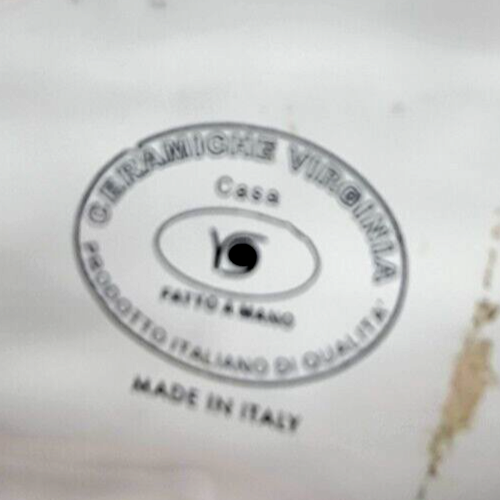 CERAMICHE VIRGINIA
Casa
FATTO A MANO
PRODOTTO ITALIANO DI QUALITA'
MADE IN ITALY